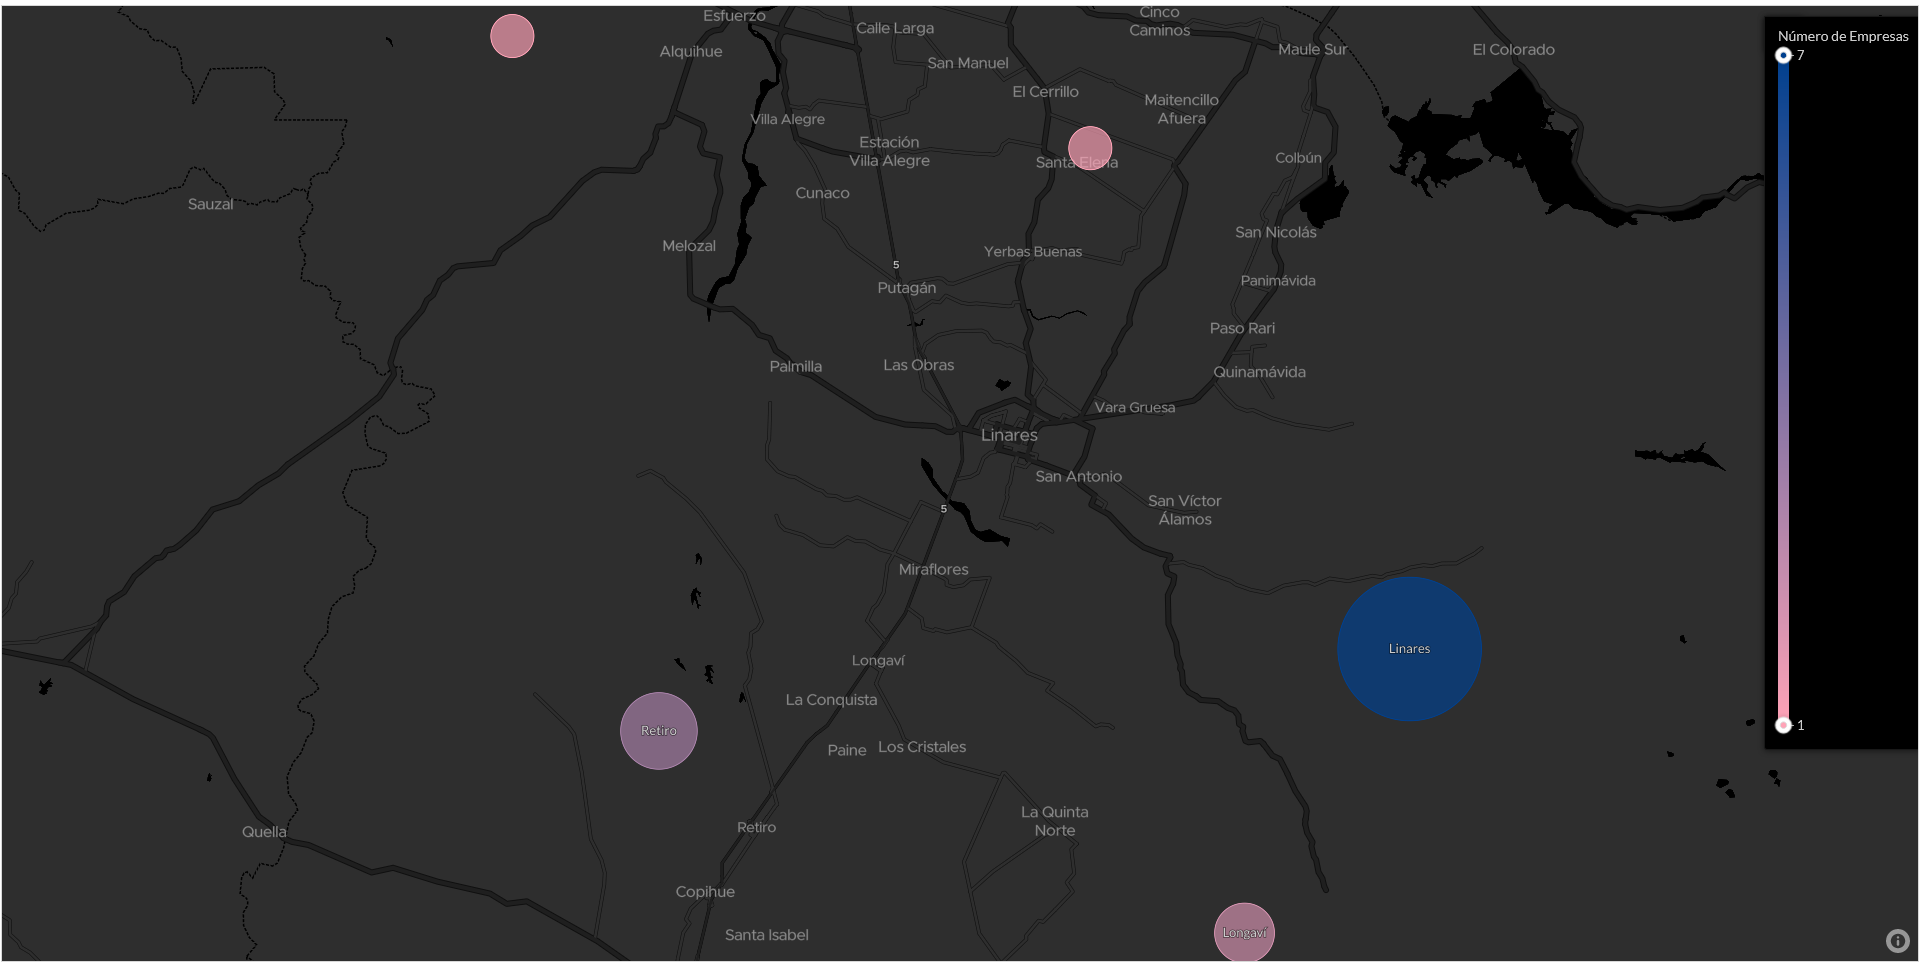 Esfuerzo
Cinco
Caminos
Calle Larga
Número de Empresas
Alquihue
Maule Sur
El Colorado
7
San Manuel
El Cerrillo
Maitencillo
Afuera
Villa Alegre
Estación
Villa Alegre
Santa Elena
Colbún
Cunaco
Sauzal
San Nicolás
Melozal
Yerbas Buenas
5
Panimávida
Putagán
Paso Rari
Las Obras
Palmilla
Quinamávida
Vara Gruesa
Linares
San Antonio
San Víctor
Álamos
5
Miraflores
Linares
Longaví
La Conquista
1
Retiro
Paine
Los Cristales
La Quinta
Norte
Retiro
Quella
Copihue
Santa Isabel
Longaví